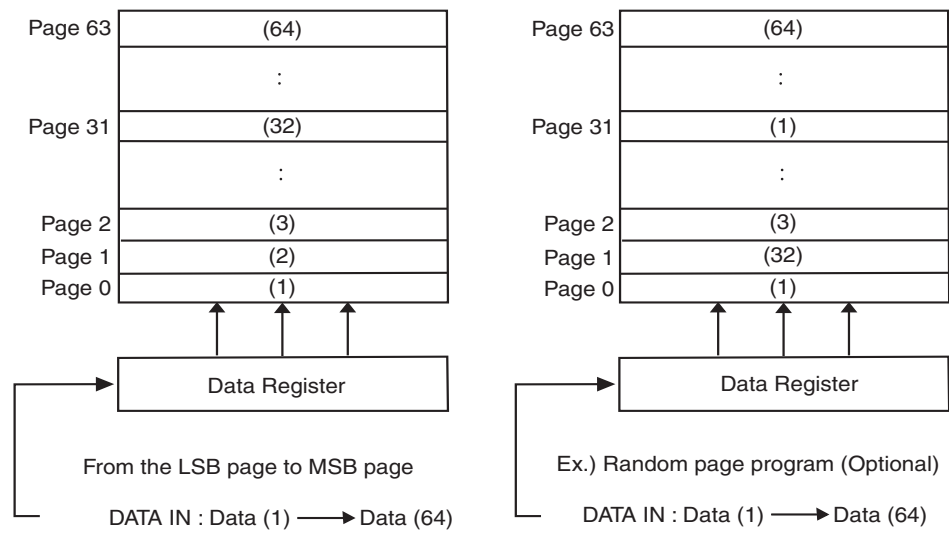 Page 63 (64)
:
Page 31 (32)
:
Page 2 (3)
Page 1 (2)
Page 0 (1)
Data Register
From the LSB page to MSB page
DATA IN : Data (1) → Data (64)
Page 63 (64)
:
Page 31 (1)
:
Page 2 (3)
Page 1 (32)
Page 0 (1)
Data Register
Ex.) Random page program (Optional)
DATA IN : Data (1) → Data (64)